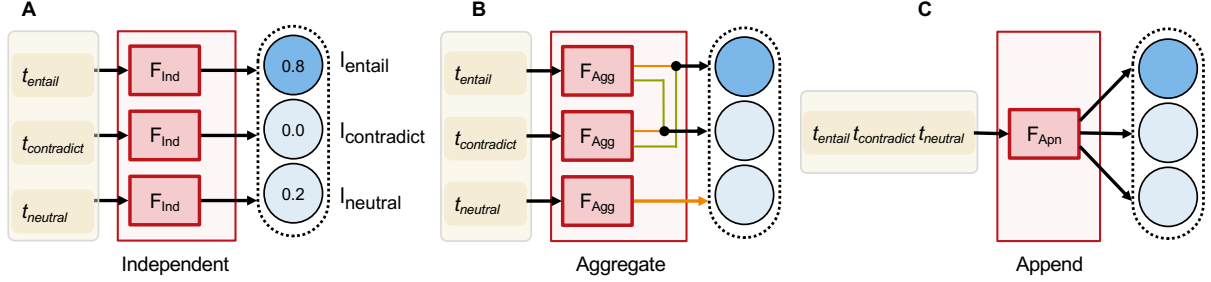 A
t_entail
F_Ind
0.8
l_entail
t_contradict
F_Ind
0.0
l_contradict
t_neutral
F_Ind
0.2
l_neutral
Independent
B
t_entail
F_Agg
t_contradict
F_Agg
t_neutral
F_Agg
Aggregate
C
t_entail t_contradict t_neutral
F_Apn
Append